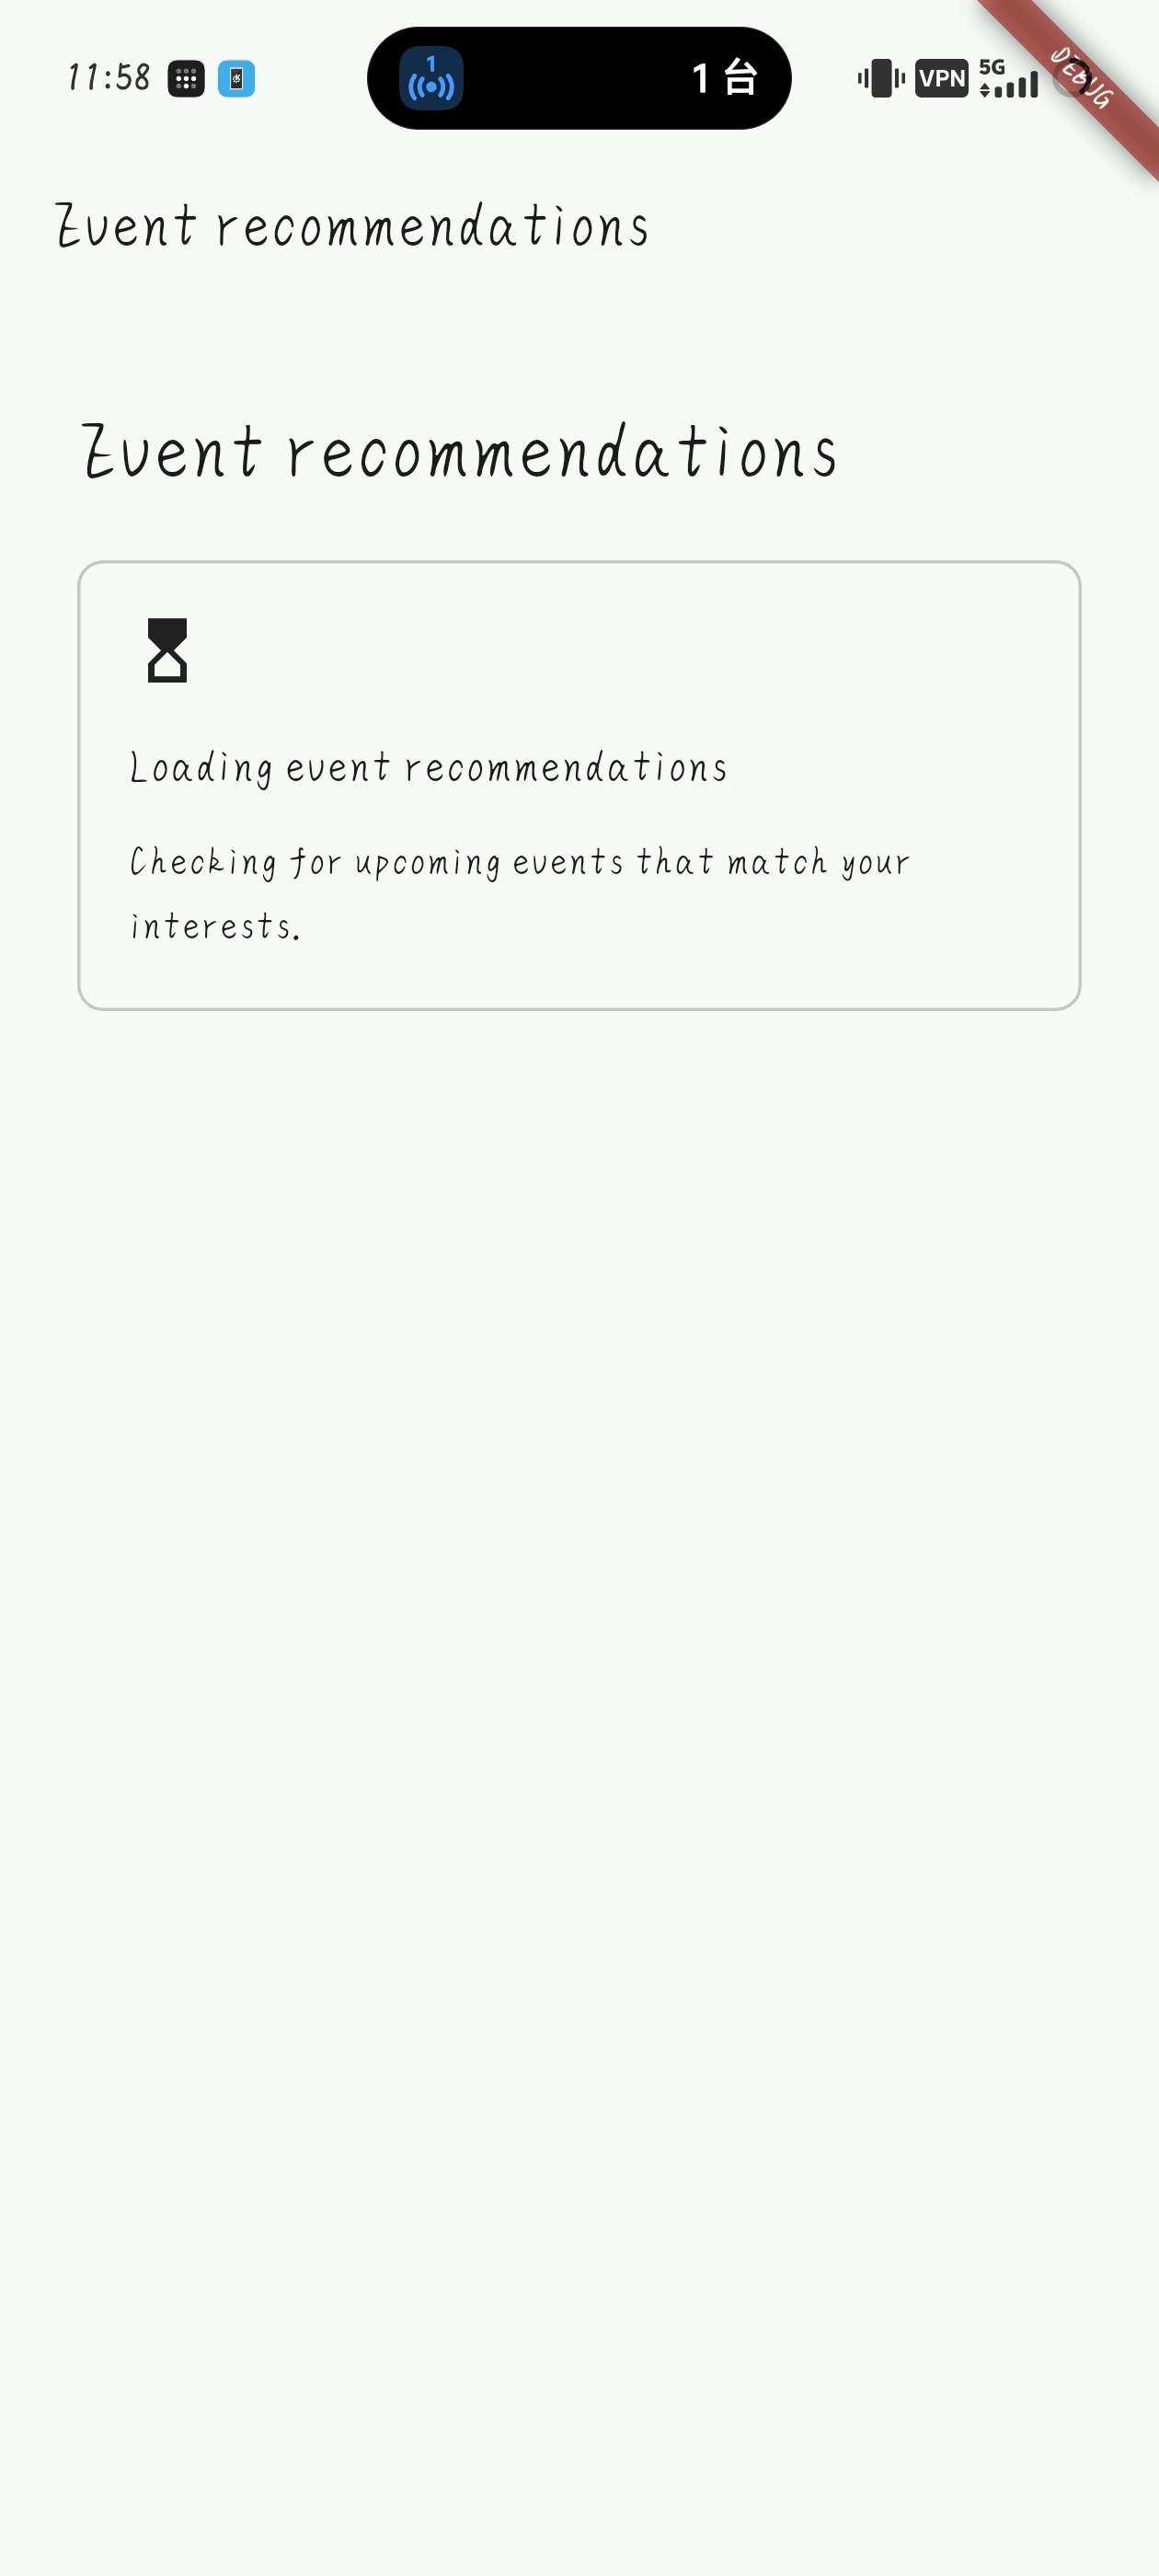 11:58
1
1 台
VPN
5G
DEBUG
Event recommendations
Event recommendations
Loading event recommendations
Checking for upcoming events that match your
interests.